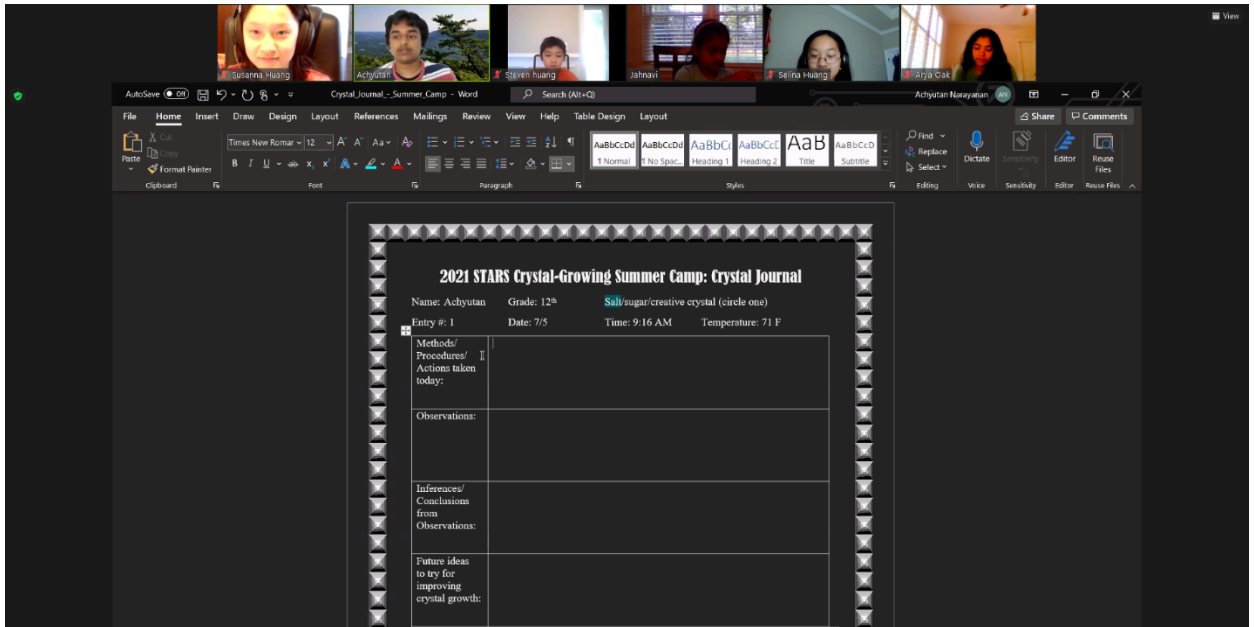 View
Susanna Huang
Achyutan
Steven huang
Jahnavi
Selina Huang
Arya Oak
AutoSave Off
Crystal_Journal_-_Summer_Camp - Word
Search (Alt+Q)
Achyutan Narayanan AN
File Home Insert Draw Design Layout References Mailings Review View Help Table Design Layout
Share
Comments
Paste
Cut
Copy
Format Painter
Times New Romar 12
AaBbCcDd AaBbCcDd AaBbCc AaBbCcE AaB AaBbCcD
¶ Normal ¶ No Spac... Heading 1 Heading 2 Title Subtitle
Find
Replace
Select
Dictate
Sensitivity
Editor
Reuse
Files
Clipboard Font Paragraph Styles Editing Voice Sensitivity Editor Reuse Files
2021 STARS Crystal-Growing Summer Camp: Crystal Journal
Name: Achyutan Grade: 12th Salt/sugar/creative crystal (circle one)
Entry #: 1 Date: 7/5 Time: 9:16 AM Temperature: 71 F
Methods/
Procedures/
Actions taken
today:
Observations:
Inferences/
Conclusions
from
Observations:
Future ideas
to try for
improving
crystal growth: